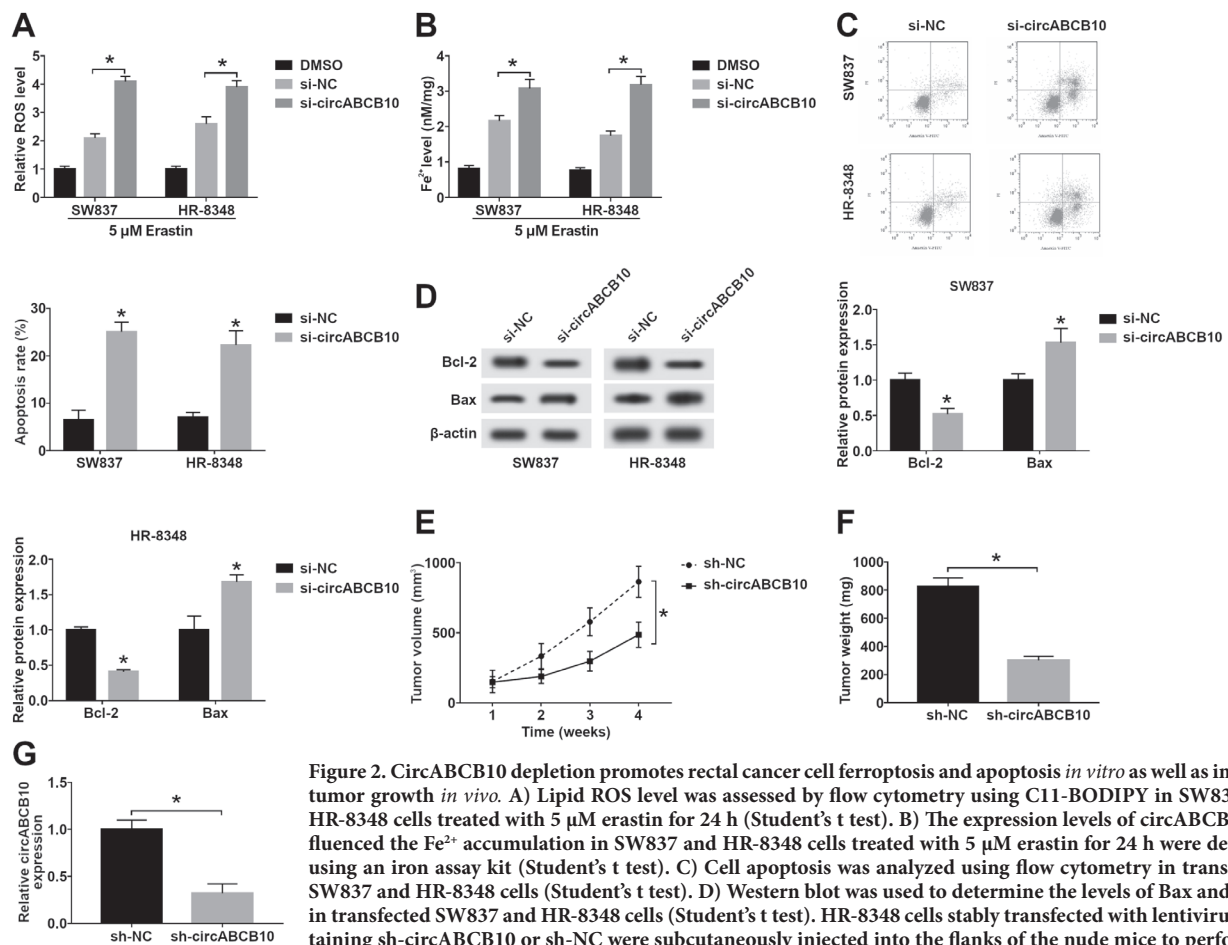 A
Relative ROS level
5
4
3
2
1
0
*
*
SW837
HR-8348
5 µM Erastin
DMSO
si-NC
si-circABCB10
B
Fe²⁺ level (nM/mg)
4
3
2
1
0
*
*
SW837
HR-8348
5 µM Erastin
DMSO
si-NC
si-circABCB10
C
si-NC
si-circABCB10
SW837
HR-8348
Annexin V-FITC
Annexin V-FITC
Annexin V-FITC
Annexin V-FITC
Apoptosis rate (%)
30
20
10
0
*
*
SW837
HR-8348
si-NC
si-circABCB10
D
si-NC
si-circABCB10
si-NC
si-circABCB10
Bcl-2
Bax
β-actin
SW837
HR-8348
SW837
Relative protein expression
2.0
1.5
1.0
0.5
0.0
*
*
Bcl-2
Bax
si-NC
si-circABCB10
HR-8348
Relative protein expression
2.0
1.5
1.0
0.5
0.0
*
*
Bcl-2
Bax
si-NC
si-circABCB10
E
Tumor volume (mm³)
1000
500
0
1
2
3
4
Time (weeks)
sh-NC
sh-circABCB10
*
F
Tumor weight (mg)
1000
800
600
400
200
0
*
sh-NC
sh-circABCB10
G
Relative circABCB10
expression
1.5
1.0
0.5
0.0
*
sh-NC
sh-circABCB10
Figure 2. CircABCB10 depletion promotes rectal cancer cell ferroptosis and apoptosis in vitro as well as in
tumor growth in vivo. A) Lipid ROS level was assessed by flow cytometry using C11-BODIPY in SW83
HR-8348 cells treated with 5 µM erastin for 24 h (Student's t test). B) The expression levels of circABCB
fluenced the Fe²⁺ accumulation in SW837 and HR-8348 cells treated with 5 µM erastin for 24 h were de
using an iron assay kit (Student's t test). C) Cell apoptosis was analyzed using flow cytometry in trans
SW837 and HR-8348 cells (Student's t test). D) Western blot was used to determine the levels of Bax and
in transfected SW837 and HR-8348 cells (Student's t test). HR-8348 cells stably transfected with lentiviru
taining sh-circABCB10 or sh-NC were subcutaneously injected into the flanks of the nude mice to perfo